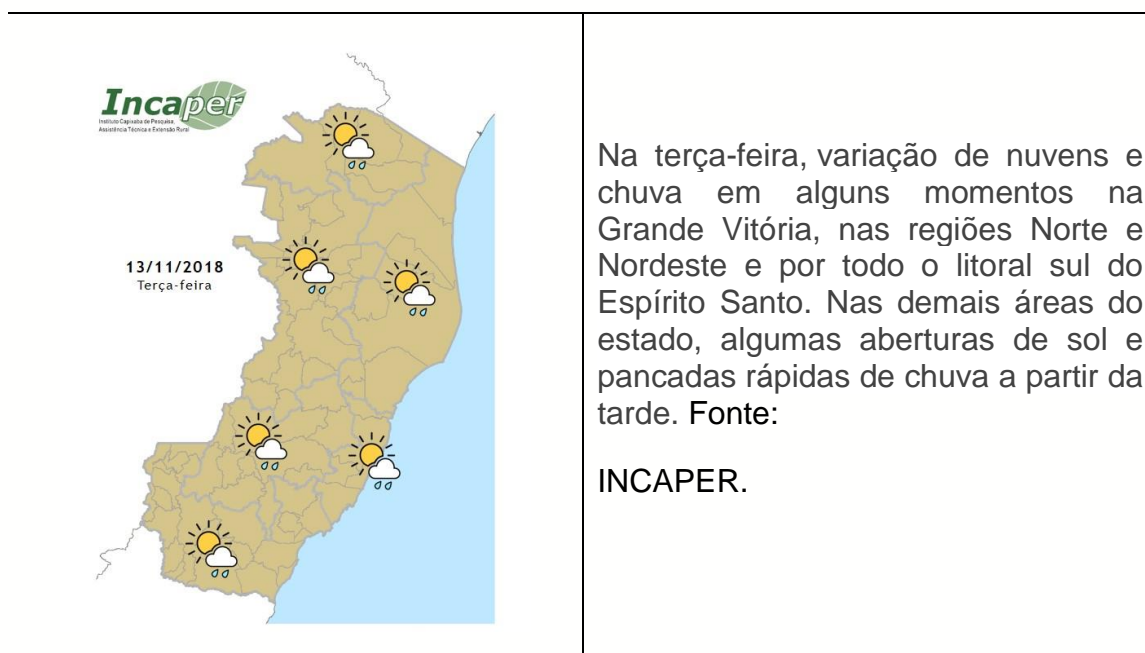 Incaper
Instituto Capixaba de Pesquisa,
Assistência Técnica e Extensão Rural
13/11/2018
Terça-feira
Na terça-feira, variação de nuvens e
chuva em alguns momentos na
Grande Vitória, nas regiões Norte e
Nordeste e por todo o litoral sul do
Espírito Santo. Nas demais áreas do
estado, algumas aberturas de sol e
pancadas rápidas de chuva a partir da
tarde. Fonte:
INCAPER.